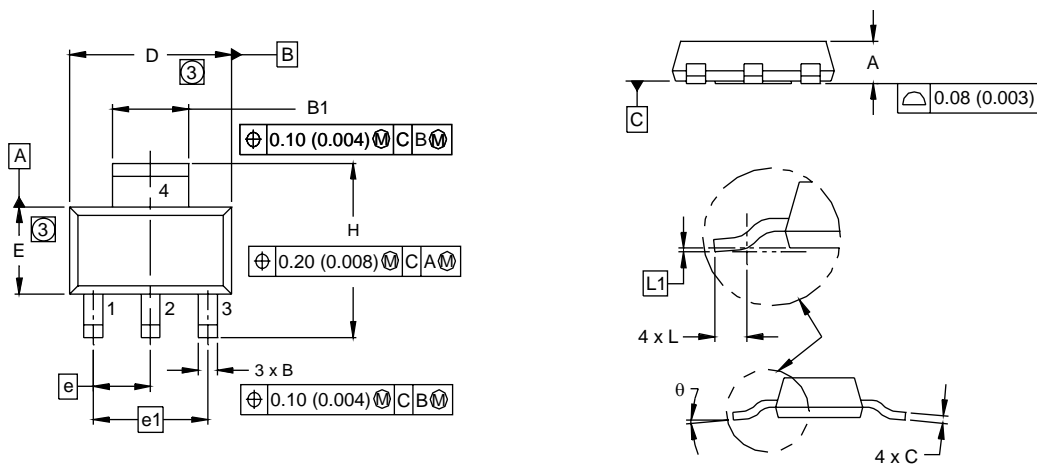 D
B
3
B1
⌖ 0.10 (0.004) Ⓜ C B Ⓜ
A
4
E
3
H
⌖ 0.20 (0.008) Ⓜ C A Ⓜ
1
2
3
e
3 x B
e1
⌖ 0.10 (0.004) Ⓜ C B Ⓜ
A
C
⌓ 0.08 (0.003)
L1
4 x L
θ
4 x C